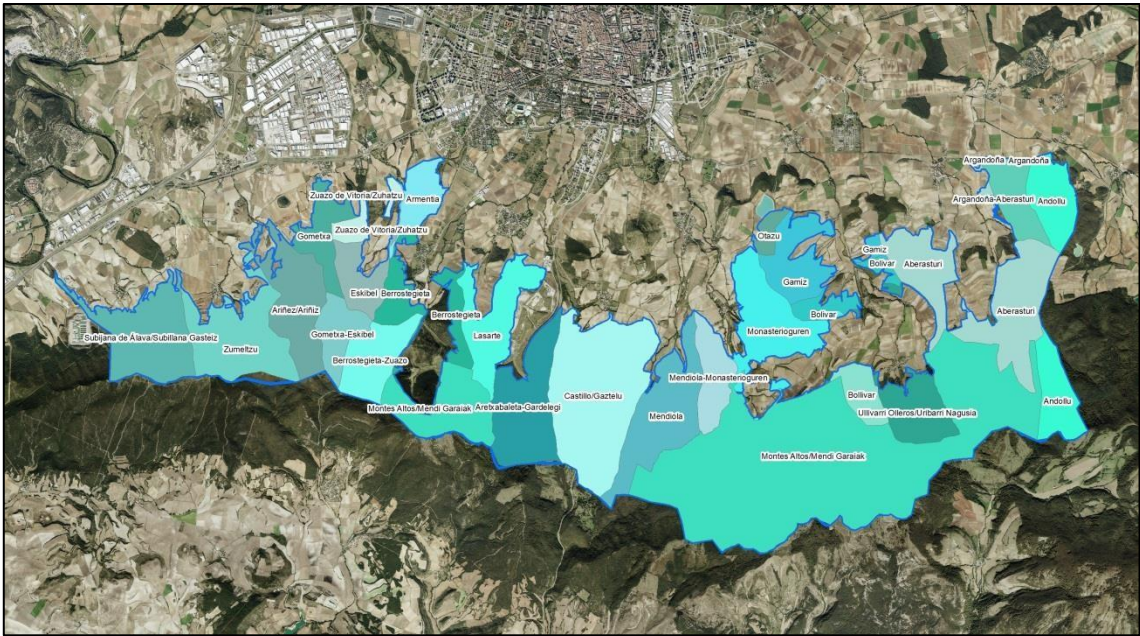 Argandoña
Argandoña
Zuazo de Vitoria/Zuhatzu
Armentia
Argandoña-Aberasturi
Andollu
Zuazo de Vitoria/Zuhatzu
Gometxa
Otazu
Gamiz
Bolivar
Aberasturi
Eskibel
Berrostegieta
Gamiz
Ariñez/Ariñiz
Berrostegieta
Bolivar
Aberasturi
Subijana de Álava/Subillana Gasteiz
Gometxa-Eskibel
Lasarte
Monasterioguren
Zumeltzu
Berrostegieta-Zuazo
Mendiola-Monasterioguren
Montes Altos/Mendi Garaiak
Aretxabaleta-Gardelegi
Castillo/Gaztelu
Bollivar
Andollu
Mendiola
Ullivarri Olleros/Uribarri Nagusia
Montes Altos/Mendi Garaiak